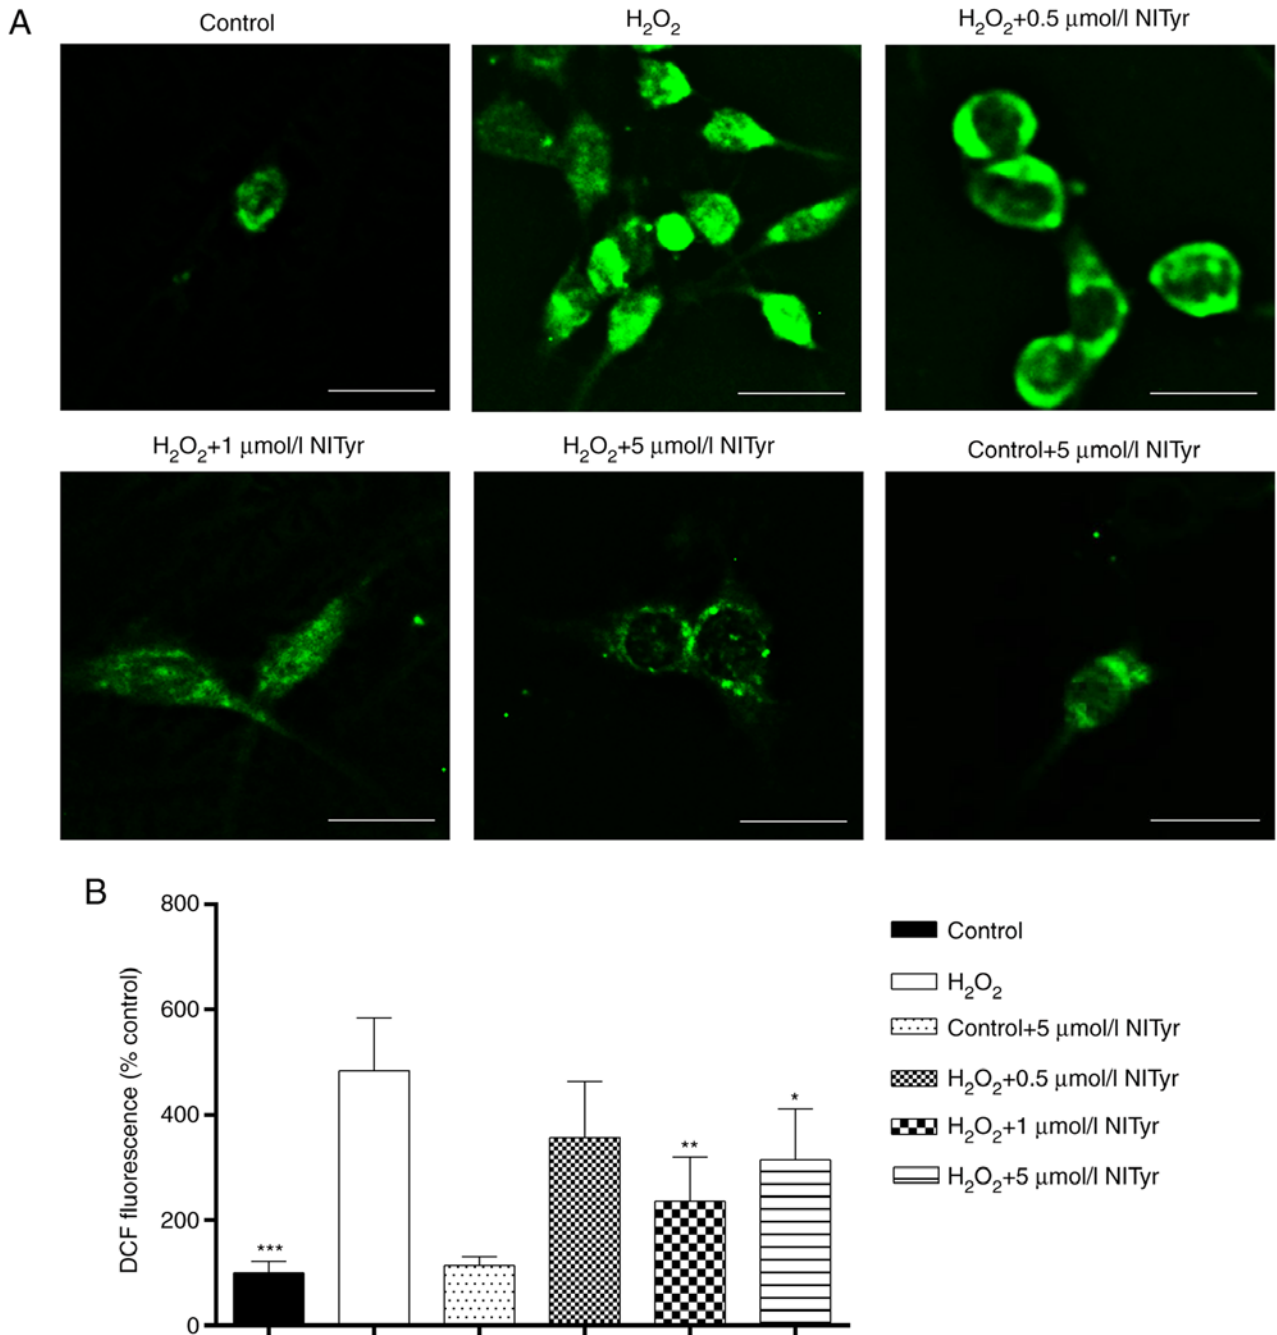 A
Control
H₂O₂
H₂O₂+0.5 μmol/l NITyr
H₂O₂+1 μmol/l NITyr
H₂O₂+5 μmol/l NITyr
Control+5 μmol/l NITyr
B
DCF fluorescence (% control)
800
600
400
200
0
***
**
*
Control
H₂O₂
Control+5 μmol/l NITyr
H₂O₂+0.5 μmol/l NITyr
H₂O₂+1 μmol/l NITyr
H₂O₂+5 μmol/l NITyr